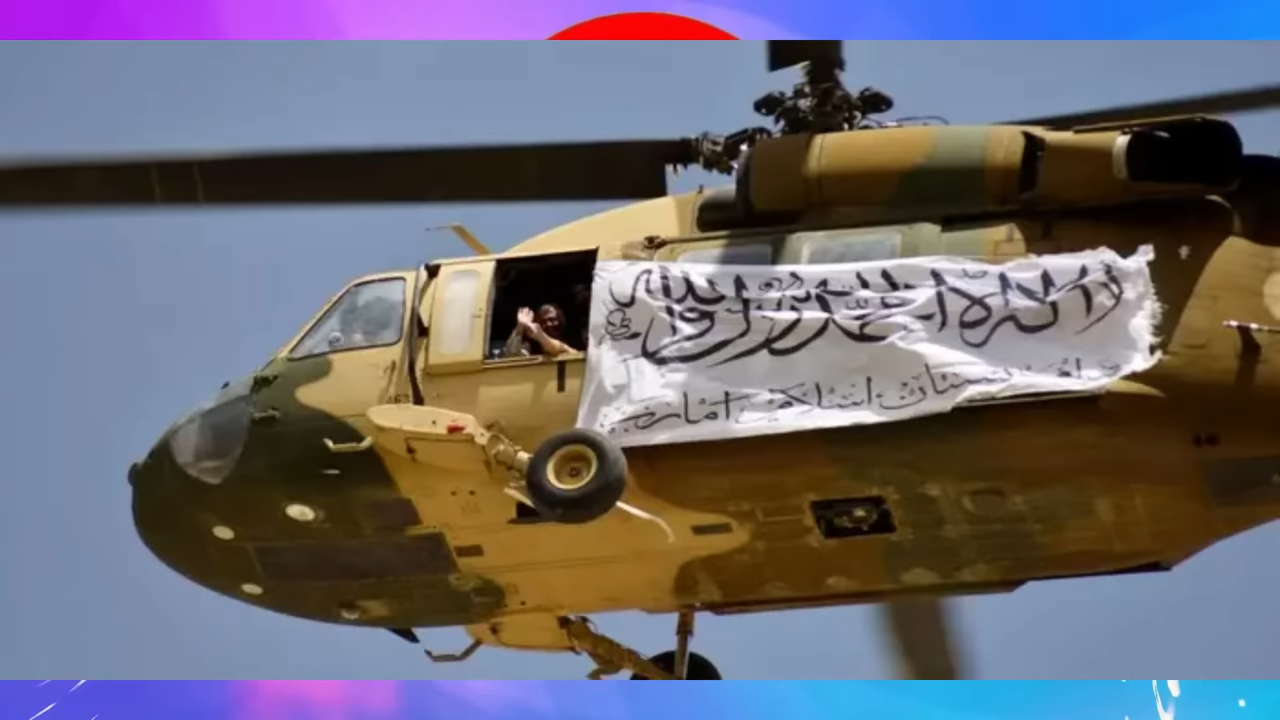 لا اله الا الله محمد رسول الله
د افغانستان اسلامی امارت